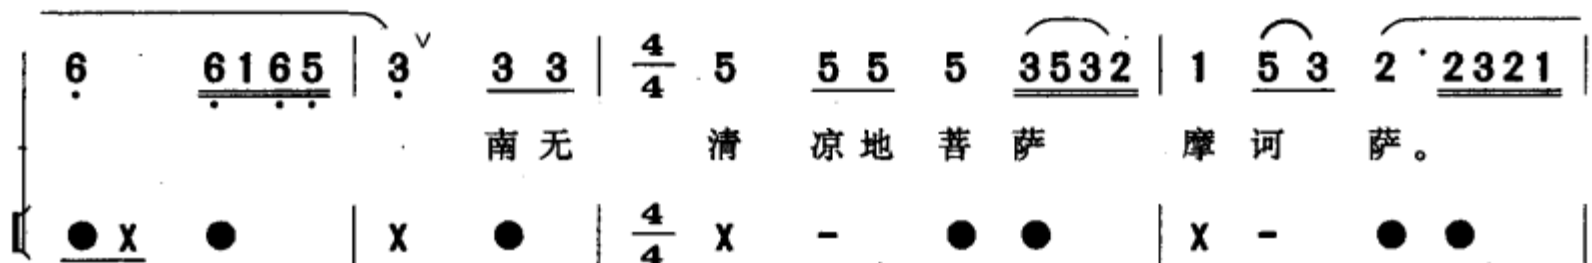 6 6165 | 3 ∨ 3 3 | 4/4 5 5 5 5 3532 | 1 5 3 2 · 2321 |
南无 清 凉地 菩 萨 摩 诃 萨。
● X ● | X ● | 4/4 X - ● ● | X - ● ● |